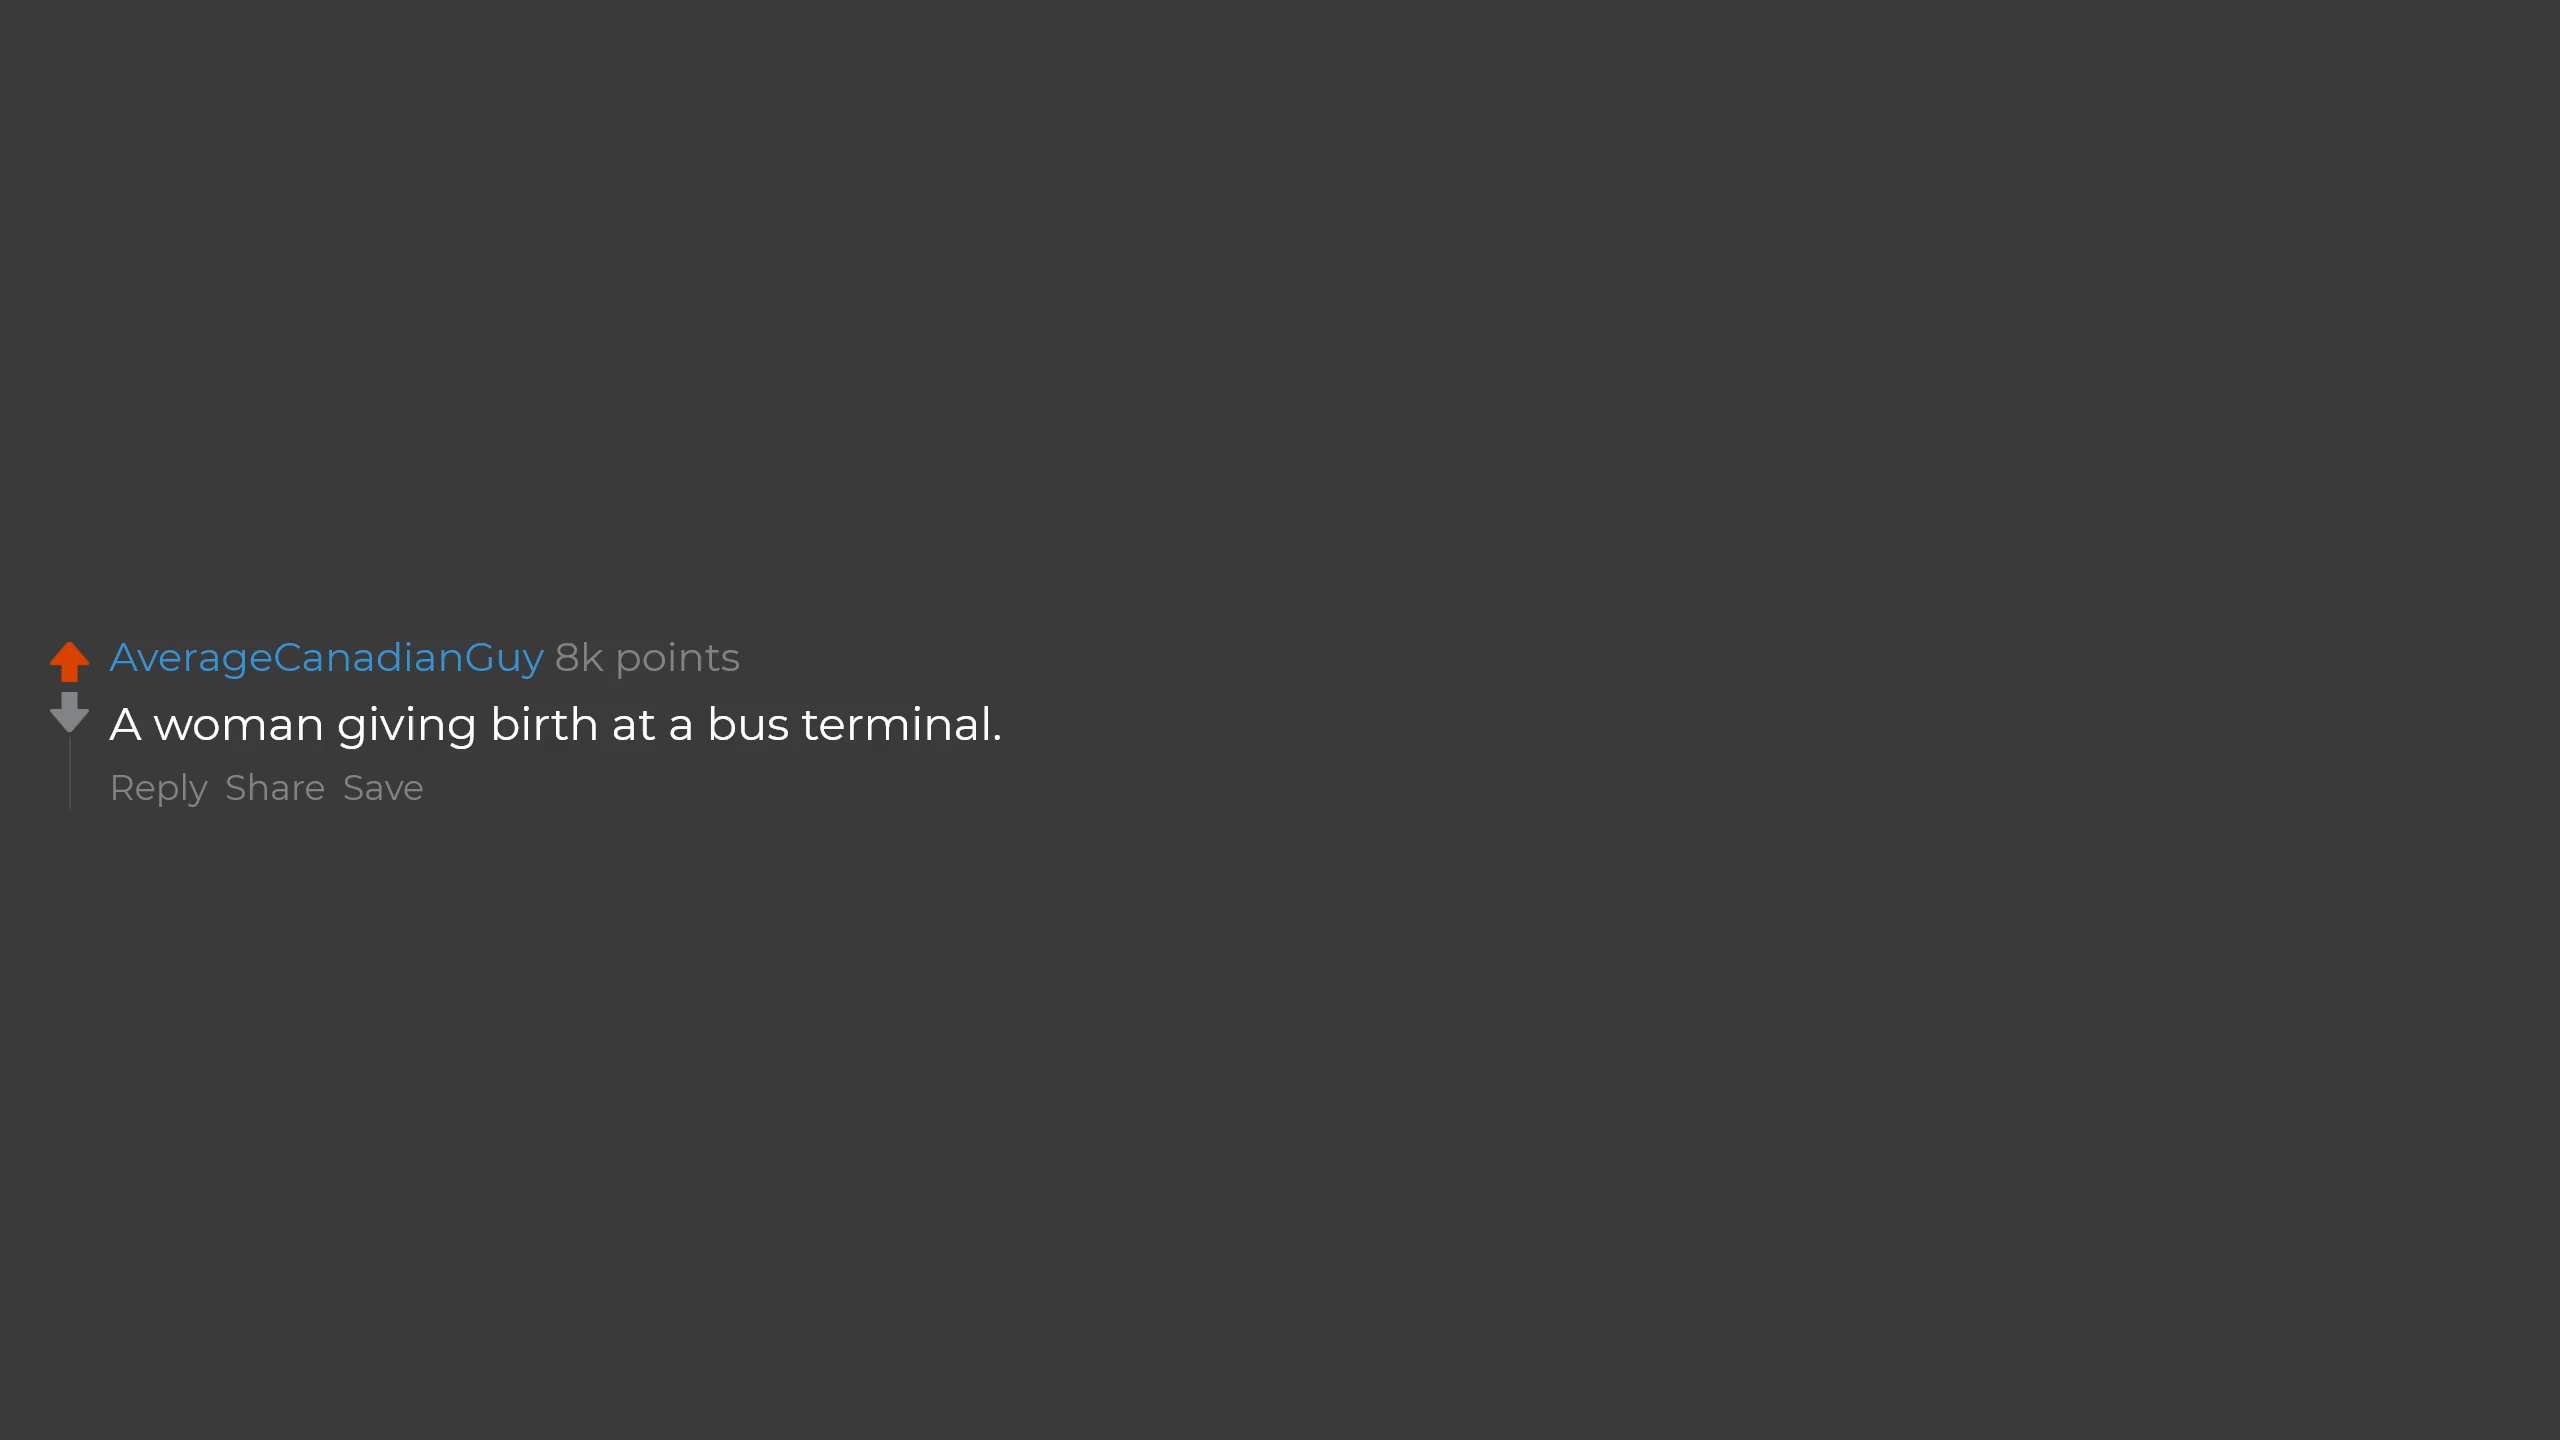 AverageCanadianGuy 8k points
A woman giving birth at a bus terminal.
Reply Share Save